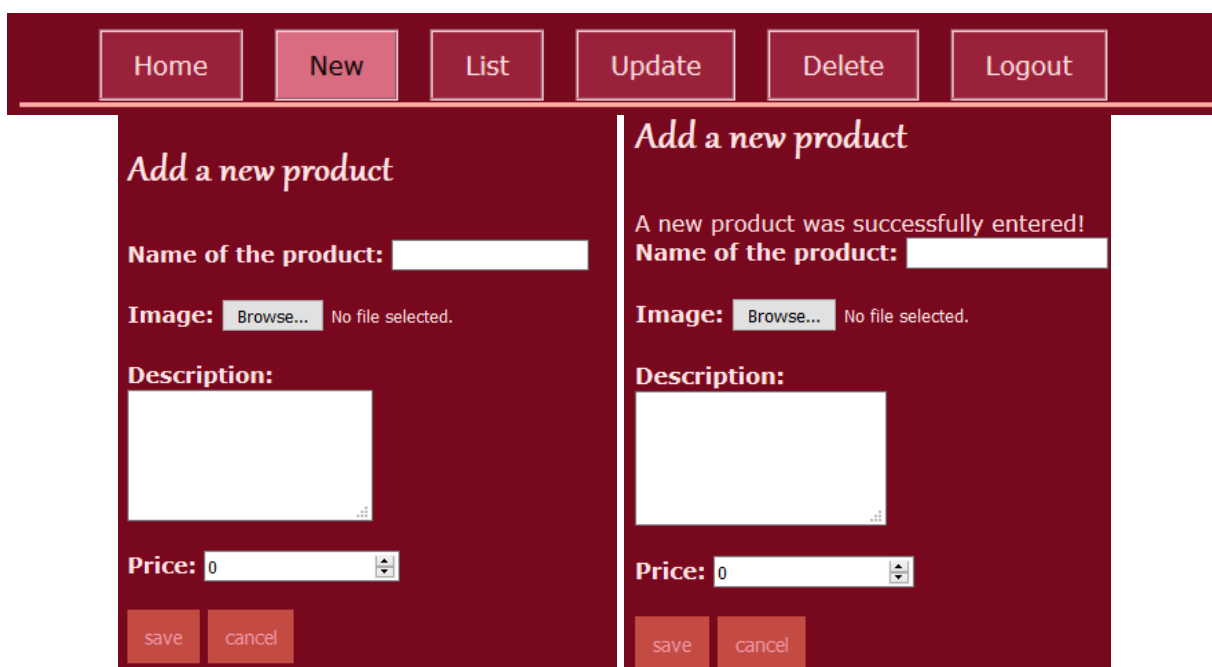 Home New List Update Delete Logout
Add a new product
Name of the product:
Image: Browse... No file selected.
Description:
Price: 0
save cancel
Add a new product
A new product was successfully entered!
Name of the product:
Image: Browse... No file selected.
Description:
Price: 0
save cancel